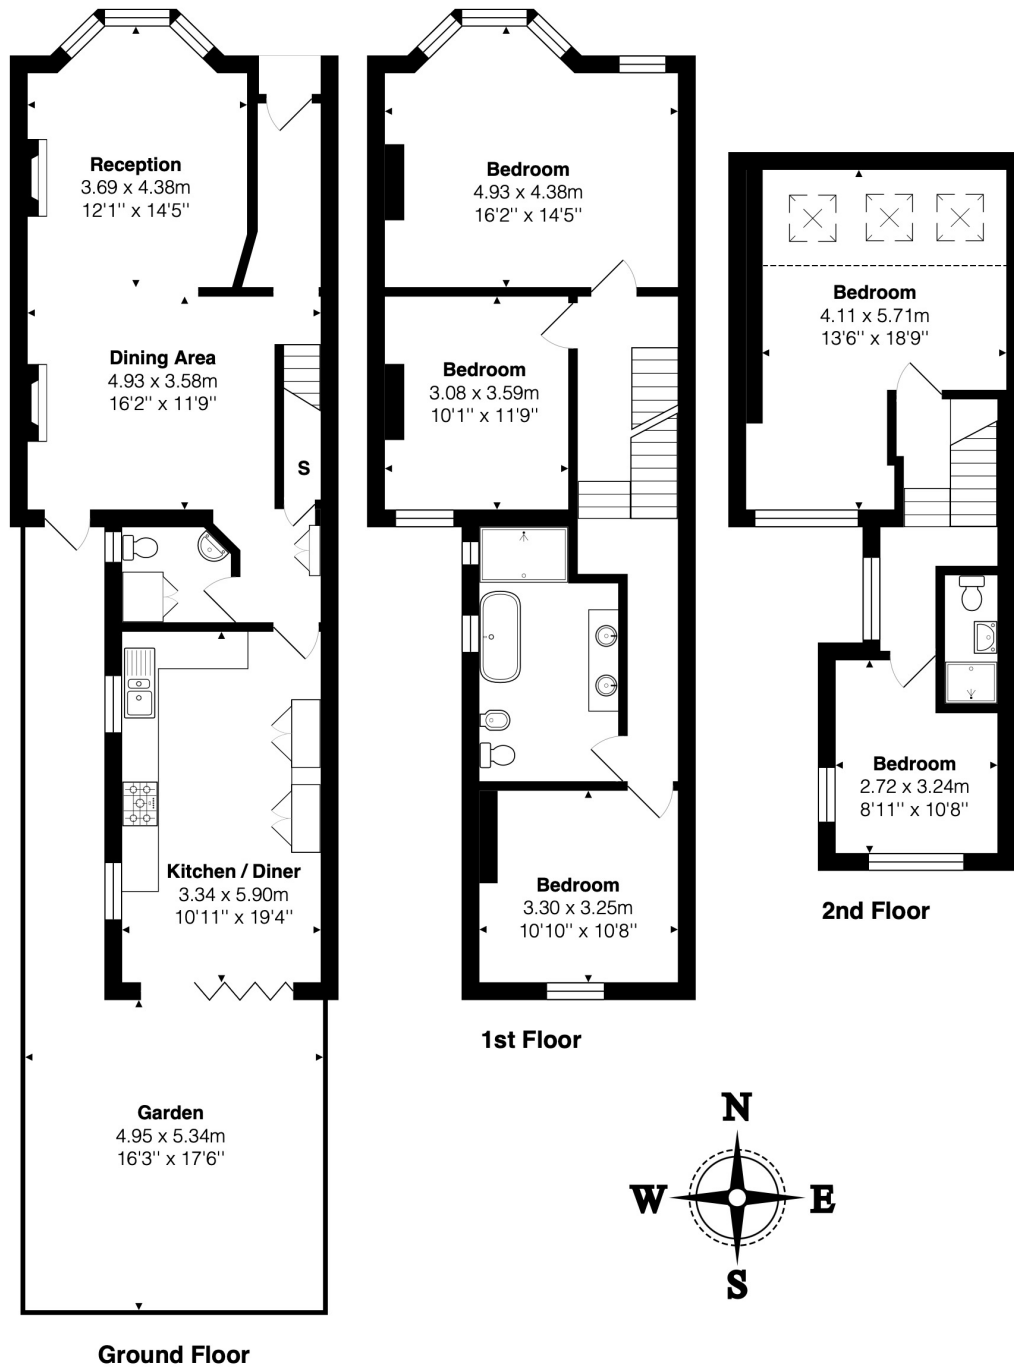 Reception
3.69 x 4.38m
12'1" x 14'5"
Dining Area
4.93 x 3.58m
16'2" x 11'9"
S
Kitchen / Diner
3.34 x 5.90m
10'11" x 19'4"
Garden
4.95 x 5.34m
16'3" x 17'6"
Ground Floor
Bedroom
4.93 x 4.38m
16'2" x 14'5"
Bedroom
3.08 x 3.59m
10'1" x 11'9"
Bedroom
3.30 x 3.25m
10'10" x 10'8"
1st Floor
Bedroom
4.11 x 5.71m
13'6" x 18'9"
Bedroom
2.72 x 3.24m
8'11" x 10'8"
2nd Floor
N
W E
S